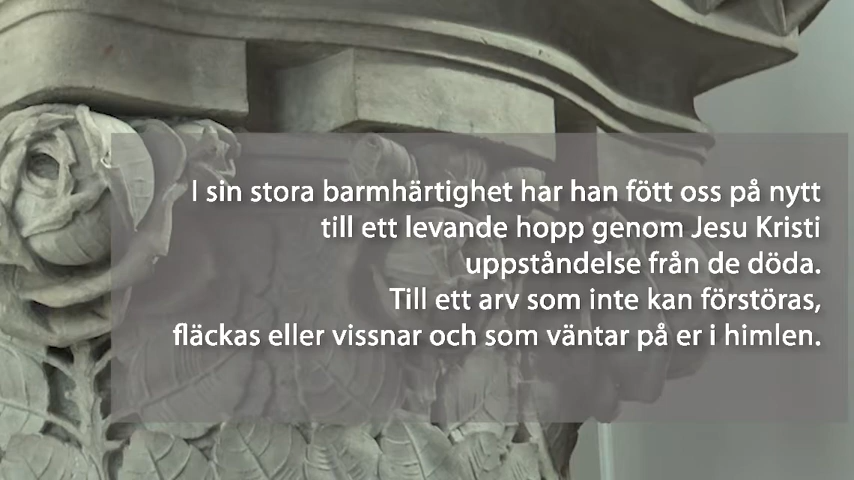 I sin stora barmhärtighet har han fött oss på nytt
till ett levande hopp genom Jesu Kristi
uppståndelse från de döda.
Till ett arv som inte kan förstöras,
fläckas eller vissnar och som väntar på er i himlen.